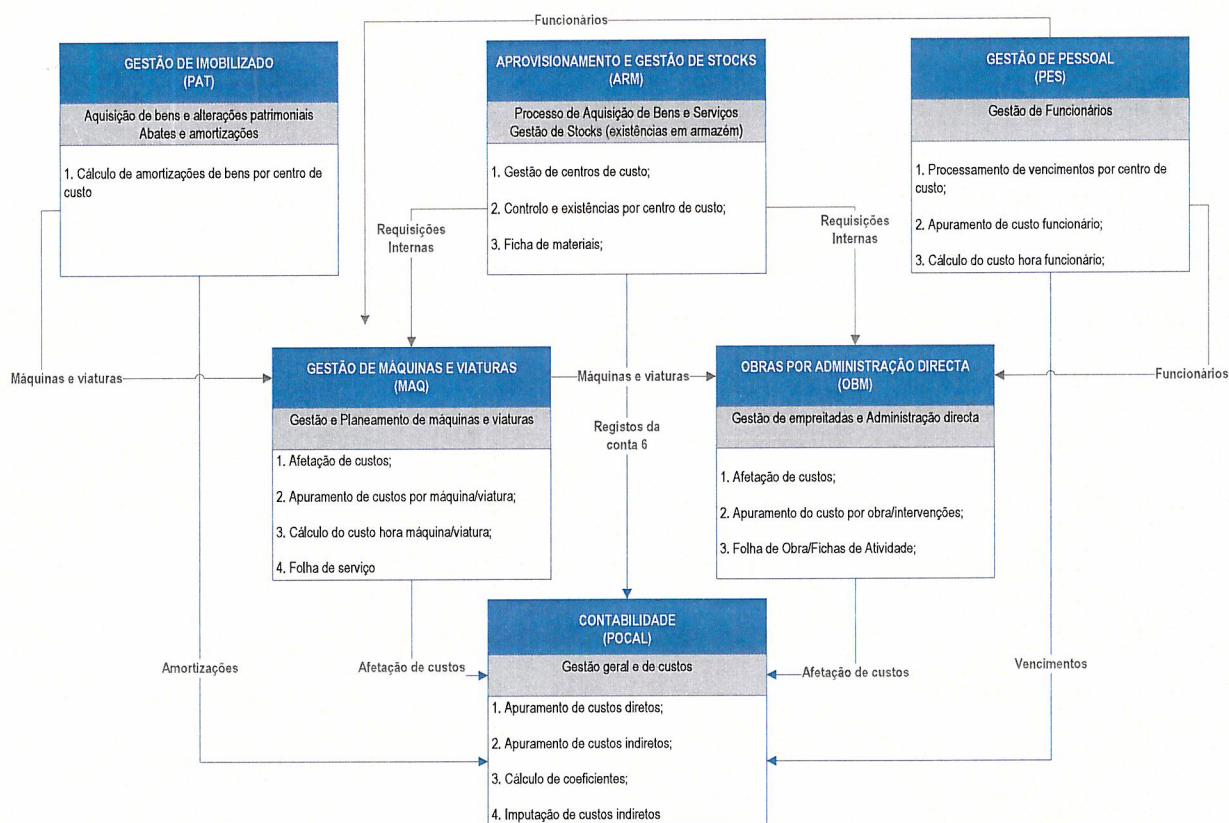 Funcionários
GESTÃO DE IMOBILIZADO
(PAT)
Aquisição de bens e alterações patrimoniais
Abates e amortizações
1. Cálculo de amortizações de bens por centro de
custo
APROVISIONAMENTO E GESTÃO DE STOCKS
(ARM)
Processo de Aquisição de Bens e Serviços
Gestão de Stocks (existências em armazém)
1. Gestão de centros de custo;
2. Controlo e existências por centro de custo;
3. Ficha de materiais;
GESTÃO DE PESSOAL
(PES)
Gestão de Funcionários
1. Processamento de vencimentos por centro de
custo;
2. Apuramento de custo funcionário;
3. Cálculo do custo hora funcionário;
Requisições
Internas
Requisições
Internas
Máquinas e viaturas
GESTÃO DE MÁQUINAS E VIATURAS
(MAQ)
Gestão e Planeamento de máquinas e viaturas
1. Afetação de custos;
2. Apuramento de custos por máquina/viatura;
3. Cálculo do custo hora máquina/viatura;
4. Folha de serviço
Máquinas e viaturas
Registos da
conta 6
OBRAS POR ADMINISTRAÇÃO DIRECTA
(OBM)
Gestão de empreitadas e Administração directa
1. Afetação de custos;
2. Apuramento do custo por obra/intervenções;
3. Folha de Obra/Fichas de Atividade;
Funcionários
Amortizações
Afetação de custos
CONTABILIDADE
(POCAL)
Gestão geral e de custos
1. Apuramento de custos diretos;
2. Apuramento de custos indiretos;
3. Cálculo de coeficientes;
4. Imputação de custos indiretos
Afetação de custos
Vencimentos